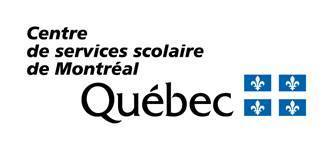 Centre
de services scolaire
de Montréal
Québec